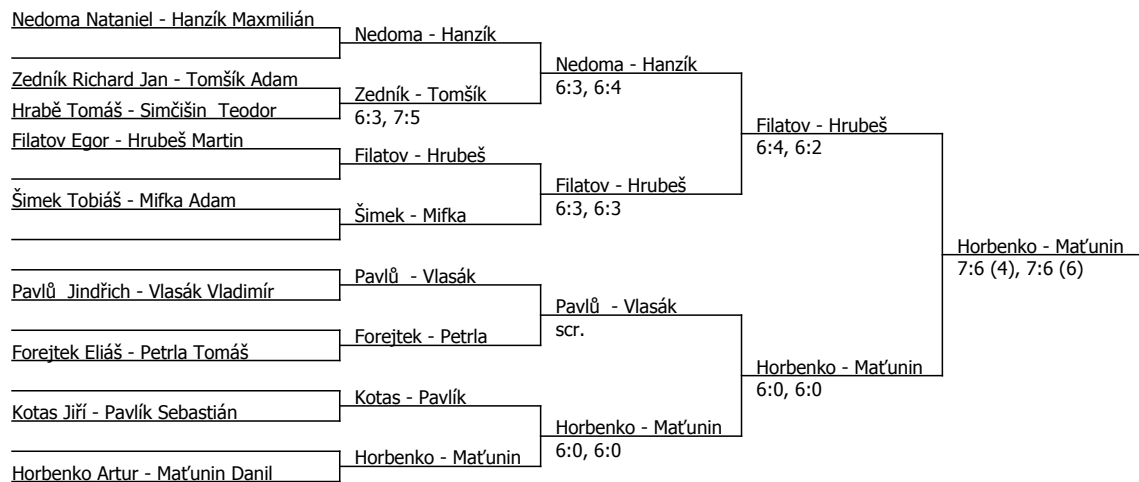 Nedoma Nataniel - Hanzík Maxmilián
Zedník Richard Jan - Tomšík Adam
Hrabě Tomáš - Simčišin  Teodor
Filatov Egor - Hrubeš Martin
Šimek Tobiáš - Mifka Adam
Pavlů  Jindřich - Vlasák Vladimír
Forejtek Eliáš - Petrla Tomáš
Kotas Jiří - Pavlík Sebastián
Horbenko Artur - Maťunin Danil
Nedoma - Hanzík
Zedník - Tomšík
6:3, 7:5
Filatov - Hrubeš
Šimek - Mifka
Pavlů  - Vlasák
Forejtek - Petrla
Kotas - Pavlík
Horbenko - Maťunin
Nedoma - Hanzík
6:3, 6:4
Filatov - Hrubeš
6:3, 6:3
Pavlů  - Vlasák
scr.
Horbenko - Maťunin
6:0, 6:0
Filatov - Hrubeš
6:4, 6:2
Horbenko - Maťunin
6:0, 6:0
Horbenko - Maťunin
7:6 (4), 7:6 (6)